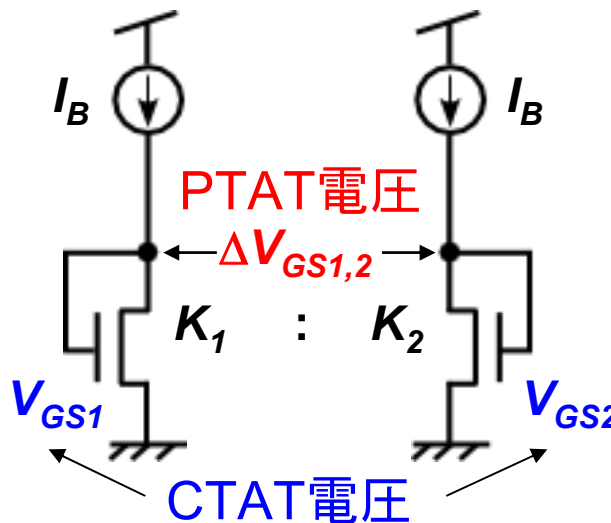 I_B I_B
PTAT電圧
ΔV_GS1,2
K_1 : K_2
V_GS1 V_GS2
CTAT電圧